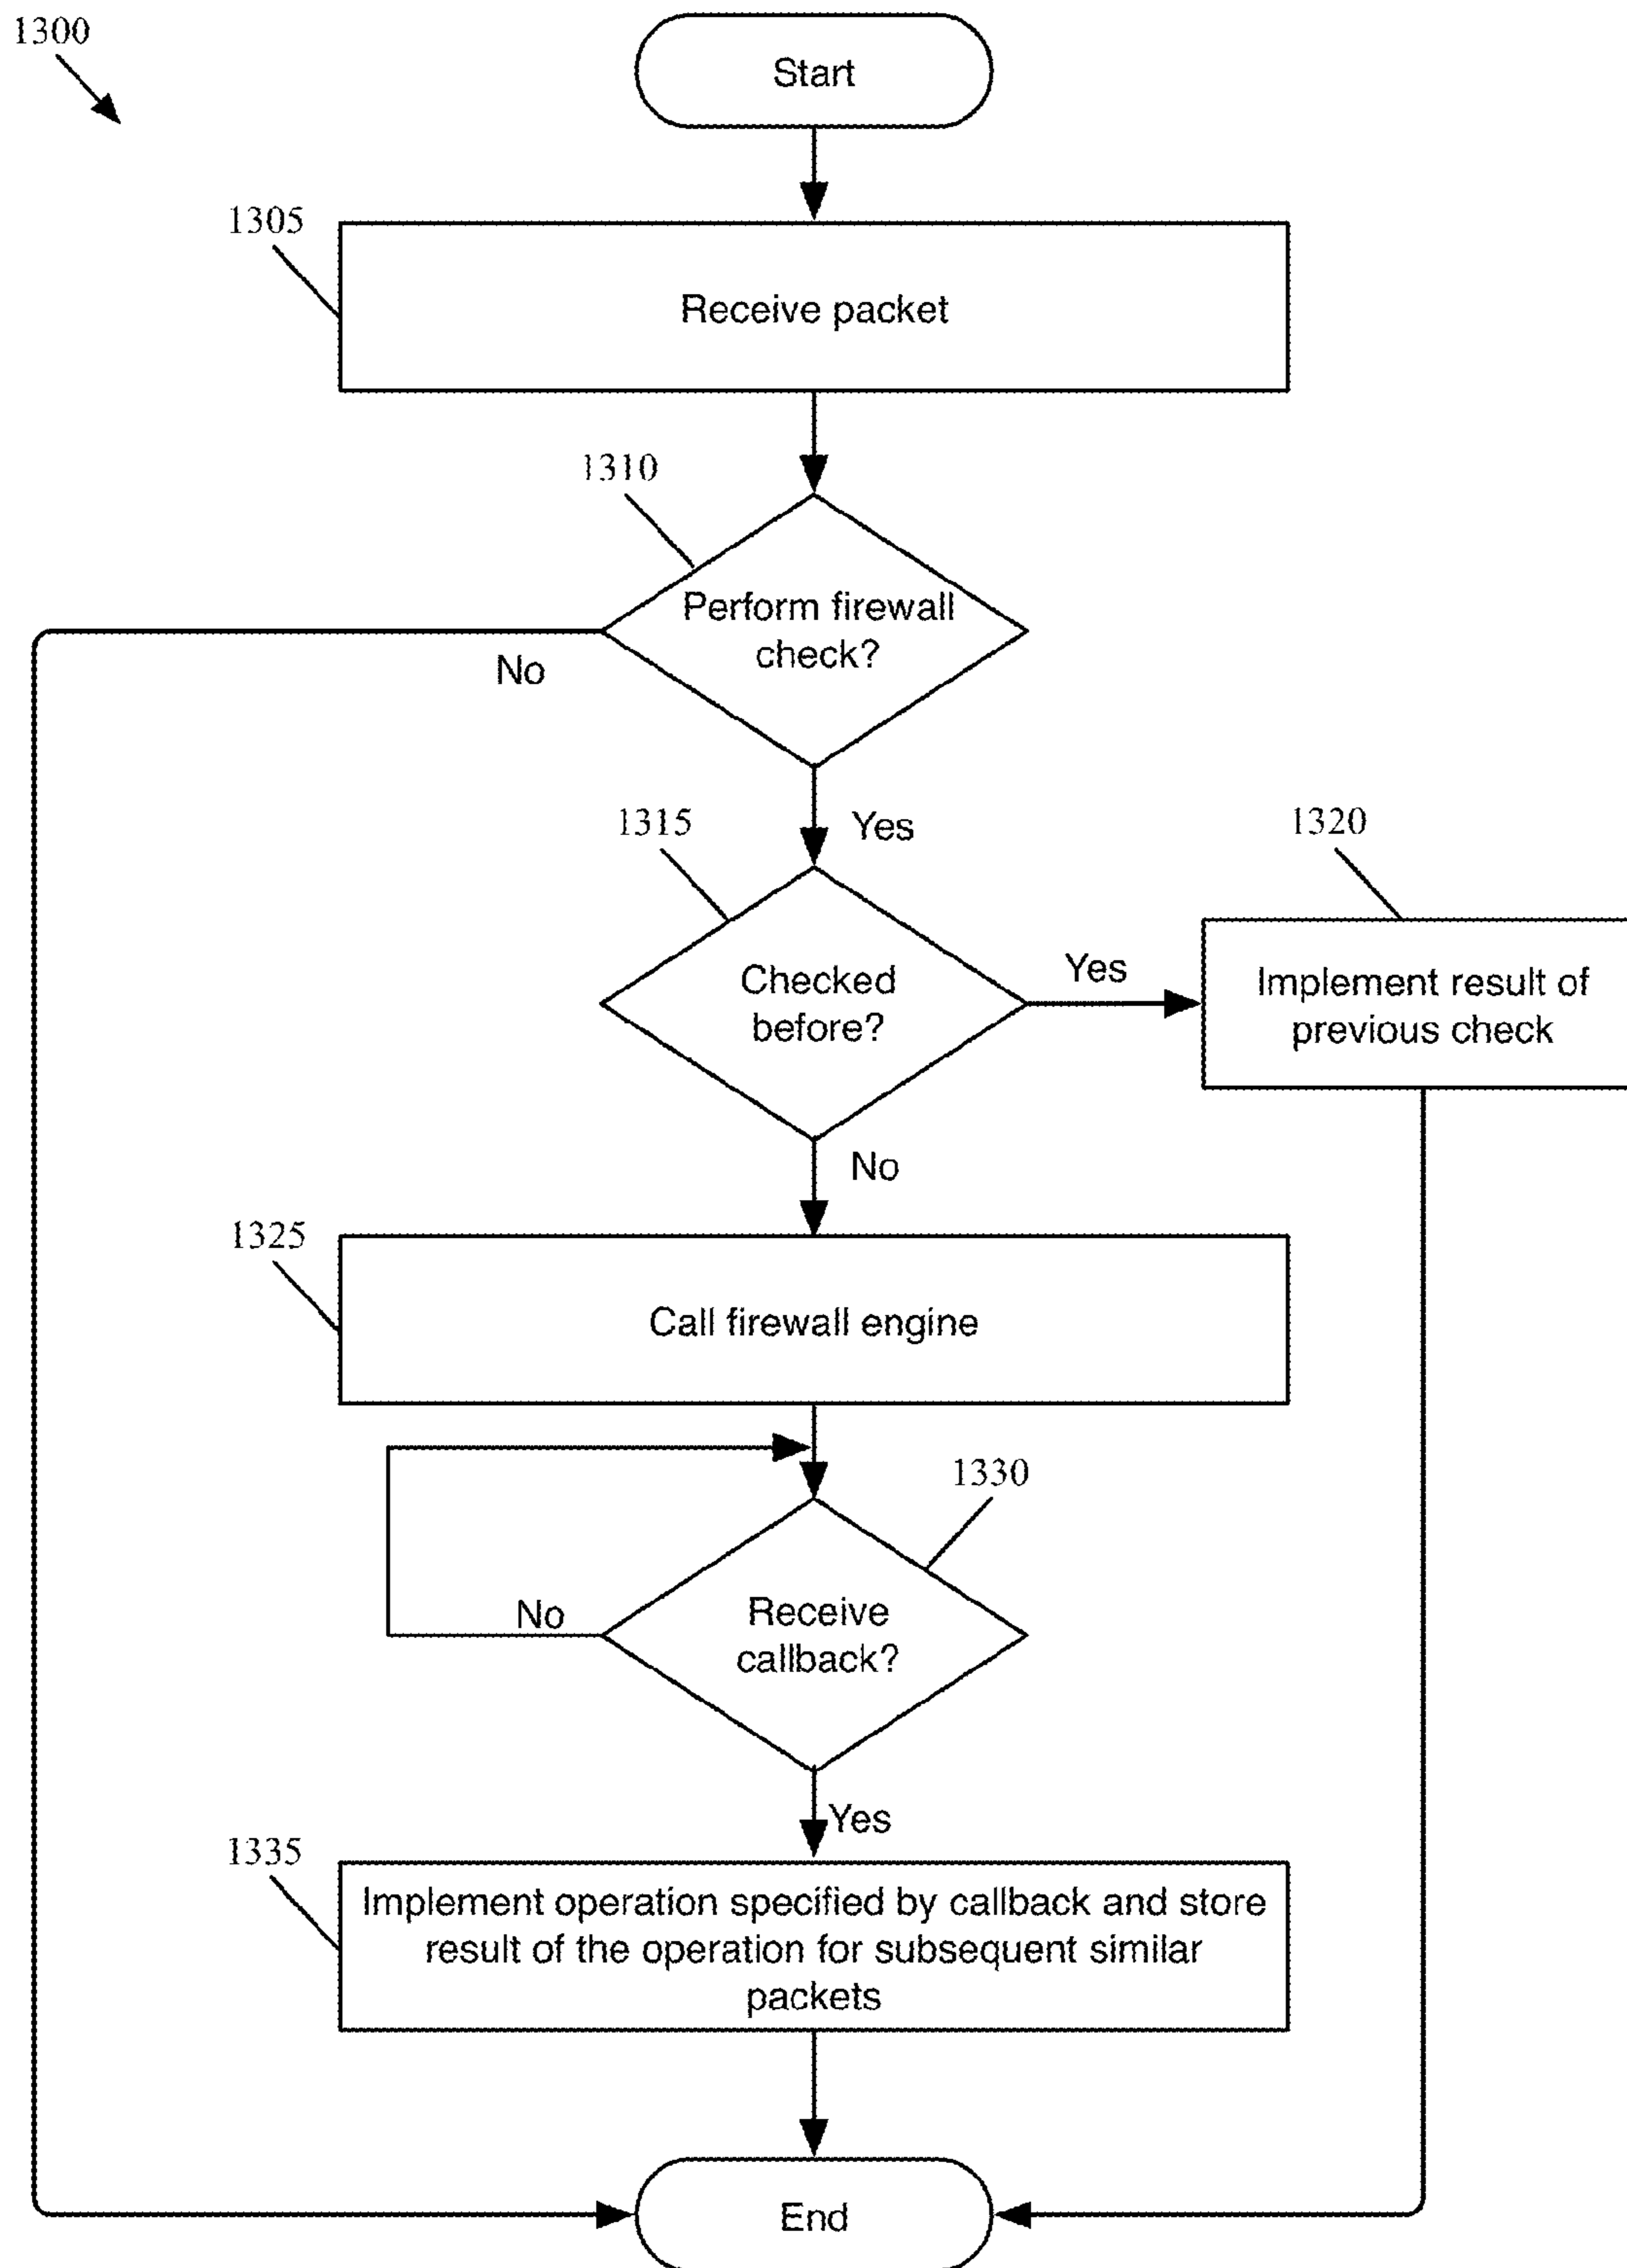 1300
Start
1305
Receive packet
1310
Perform firewall
check?
No
Yes
1315
1320
Checked
before?
Yes
Implement result of
previous check
No
1325
Call firewall engine
1330
Receive
callback?
No
Yes
1335
Implement operation specified by callback and store
result of the operation for subsequent similar
packets
End